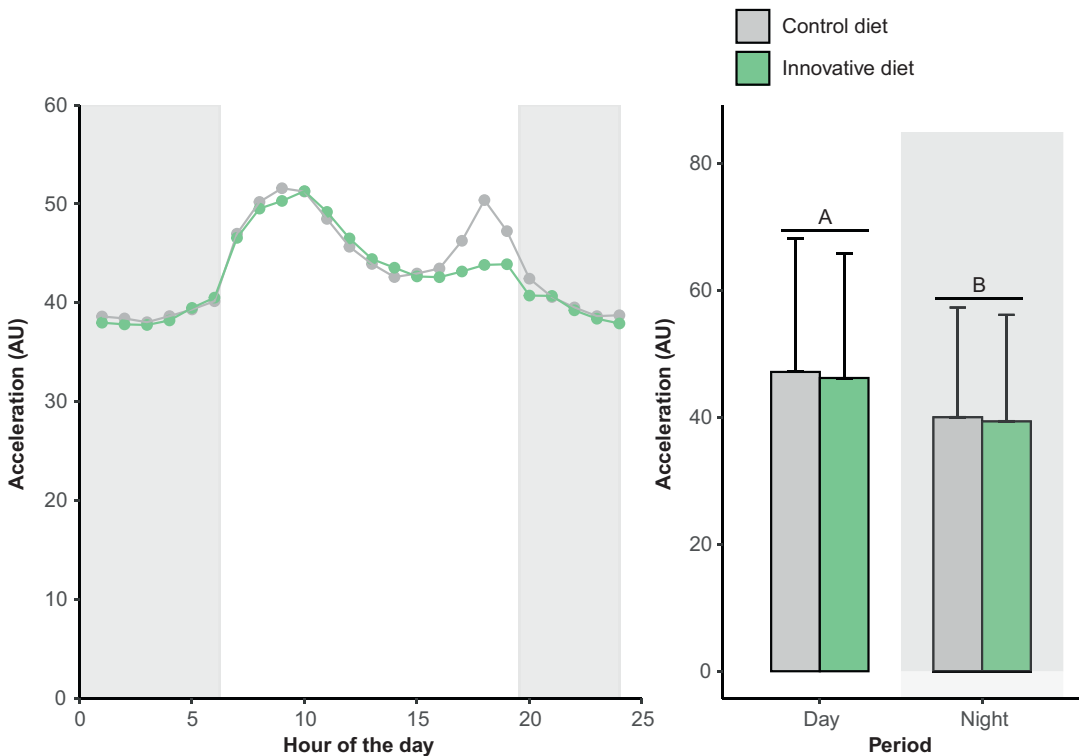 Control diet
Innovative diet
Acceleration (AU)
60
50
40
30
20
10
0
0 5 10 15 20 25
Hour of the day
Acceleration (AU)
80
60
40
20
0
A
B
Day Night
Period